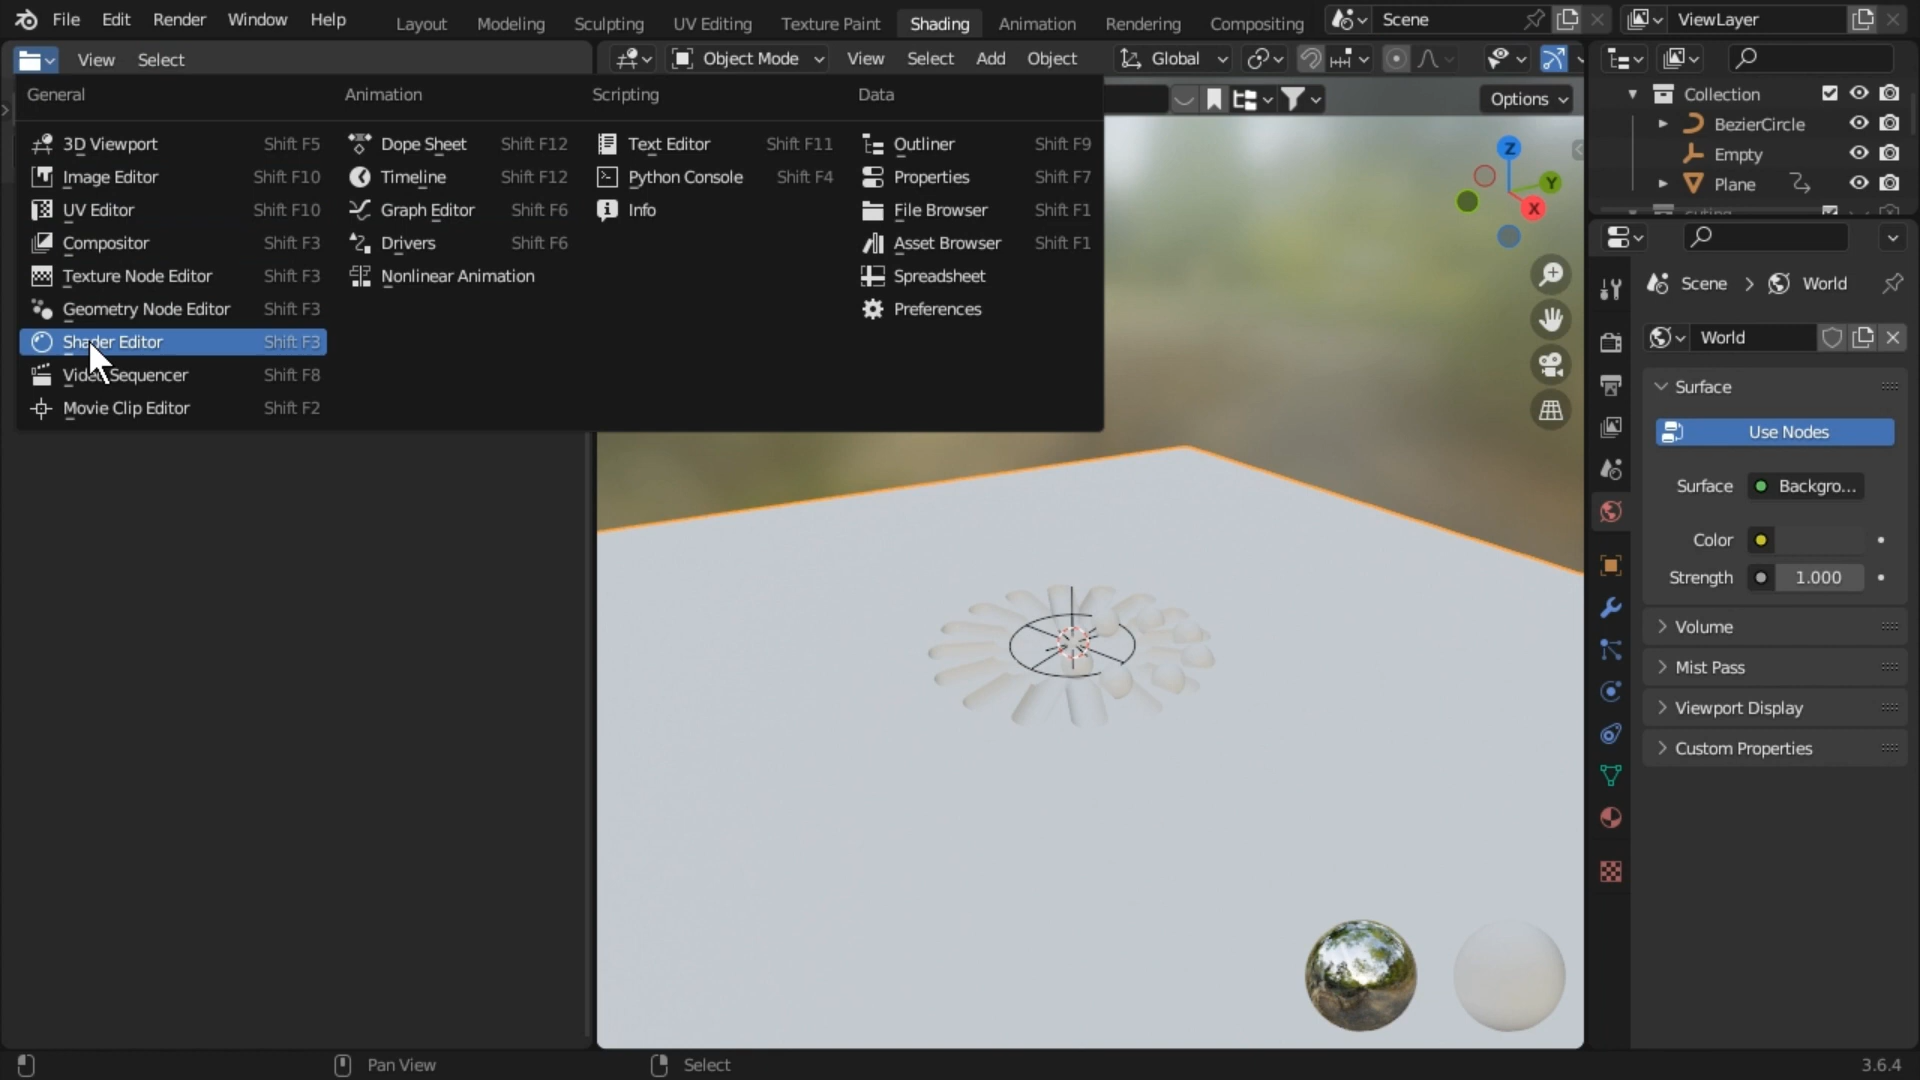 File Edit Render Window Help Layout Modeling Sculpting UV Editing Texture Paint Shading Animation Rendering Compositing Scene ViewLayer
View Select Object Mode View Select Add Object Global
General Animation Scripting Data Options Collection
3D Viewport Shift F5 Dope Sheet Shift F12 Text Editor Shift F11 Outliner Shift F9 BezierCircle
Image Editor Shift F10 Timeline Shift F12 Python Console Shift F4 Properties Shift F7 Empty
UV Editor Shift F10 Graph Editor Shift F6 Info File Browser Shift F1 Plane
Compositor Shift F3 Drivers Shift F6 Asset Browser Shift F1
Texture Node Editor Shift F3 Nonlinear Animation Spreadsheet
Geometry Node Editor Shift F3 Preferences
Shader Editor Shift F3
Video Sequencer Shift F8
Movie Clip Editor Shift F2
Z
Y
X
Scene > World
World
Surface
Use Nodes
Surface Backgro...
Color
Strength 1.000
Volume
Mist Pass
Viewport Display
Custom Properties
Pan View Select 3.6.4